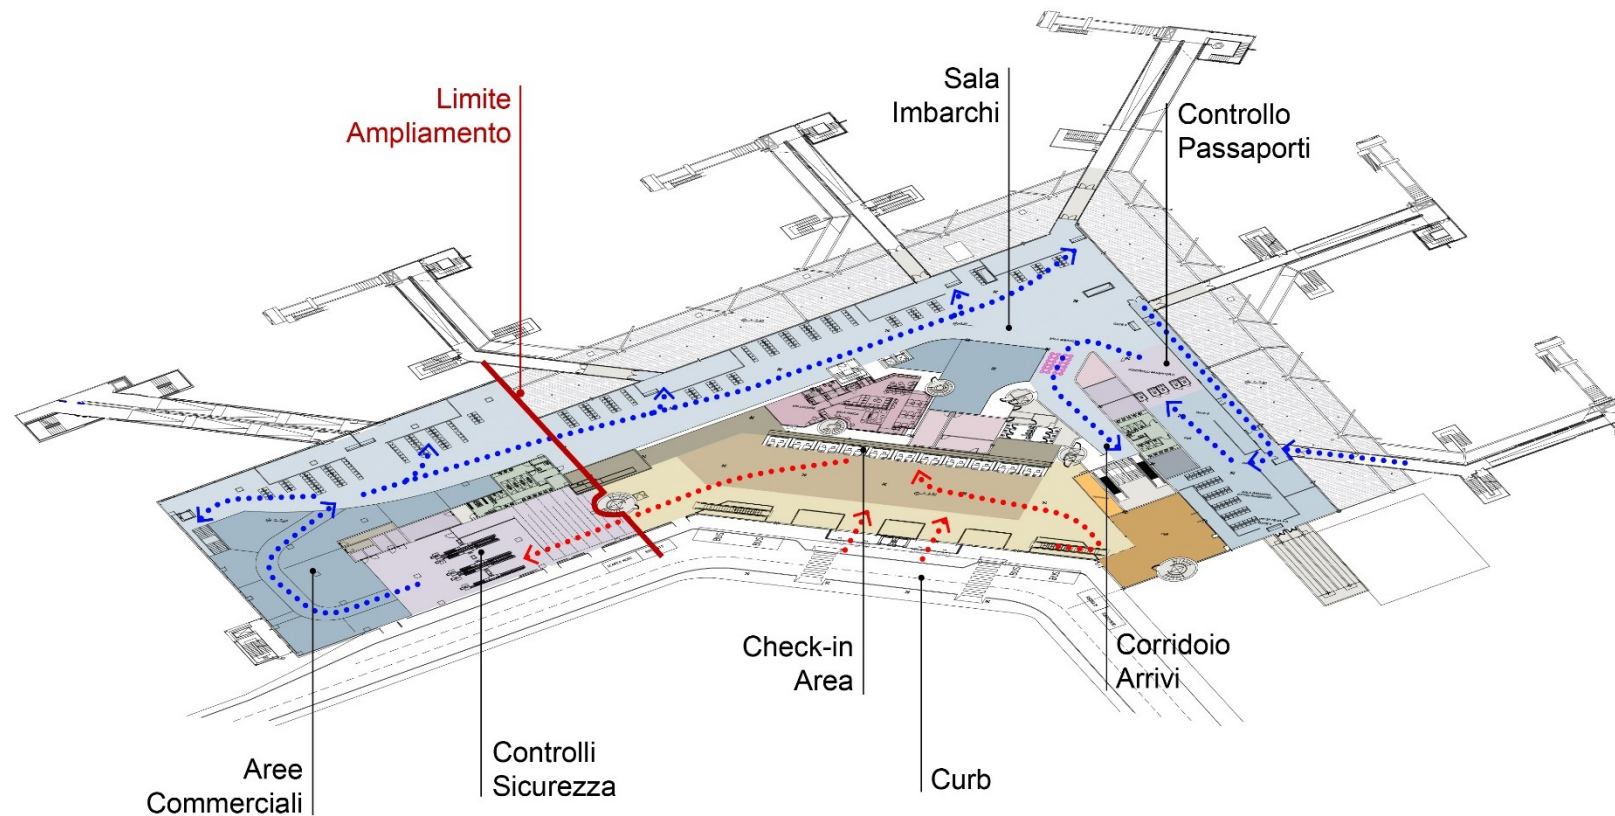 Limite
Ampliamento
Sala
Imbarchi
Controllo
Passaporti
Check-in
Area
Corridoio
Arrivi
Aree
Commerciali
Controlli
Sicurezza
Curb